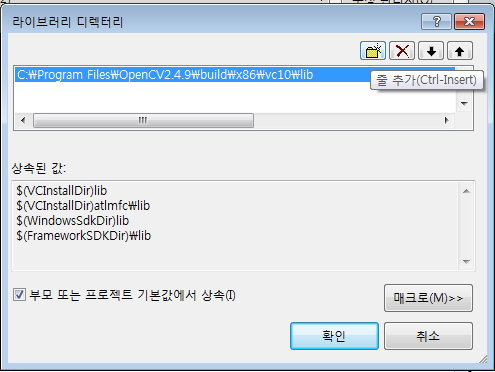 라이브러리 디렉터리
C:₩Program Files₩OpenCV2.4.9₩build₩x86₩vc10₩lib
줄 추가(Ctrl-Insert)
상속된 값:
$(VCInstallDir)lib
$(VCInstallDir)atlmfc₩lib
$(WindowsSdkDir)lib
$(FrameworkSDKDir)₩lib
부모 또는 프로젝트 기본값에서 상속(I)
매크로(M)>>
확인
취소